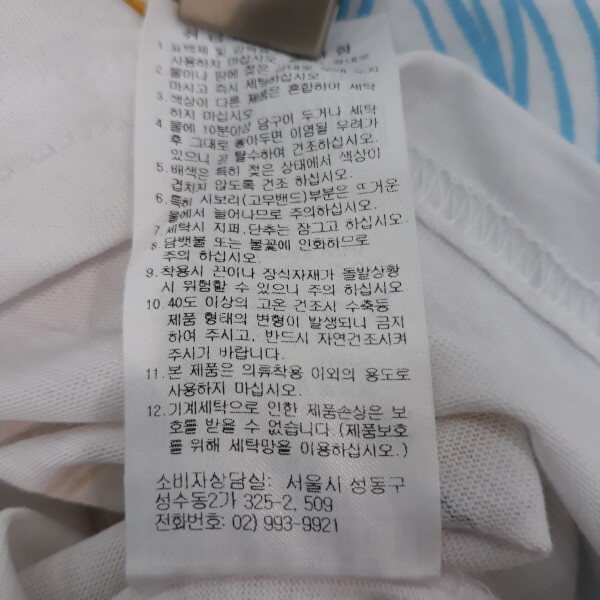 1. 표백제 및
사용하지 마십시오.
2. 물이나 땀에 젖은 상태로 두지
마시고 즉시 세탁하십시오.
3. 색상이 다른 제품은 혼합하여 세탁
하지 마십시오.
4. 물에 10분이상 담구어 두거나 세탁
후 그대로 놓아두면 이염될 우려가
있으니 곧 탈수하여 건조하십시오.
5. 배색은 특히 젖은 상태에서 색상이
겹치지 않도록 건조 하십시오.
6. 특히 시보리(고무밴드)부분은 뜨거운
물에서 늘어나므로 주의하십시오.
7. 세탁시 지퍼,단추는 잠그고 하십시오.
8. 담뱃불 또는 불꽃에 인화하므로
주의 하십시오.
9. 착용시 끈이나 장식자재가 돌발상황
시 위험할 수 있으니 주의 하십시오
10. 40도 이상의 고온 건조시 수축등
제품 형태의 변형이 발생되니 금지
하여 주시고, 반드시 자연건조시켜
주시기 바랍니다.
11. 본 제품은 의류착용 이외의 용도로
사용하지 마십시오.
12. 기계세탁으로 인한 제품손상은 보
호를 받을 수 없습니다.(제품보호
를 위해 세탁망을 이용하십시오.)
소비자상담실: 서울시 성동구
성수동2가 325-2, 509
전화번호: 02) 993-9921